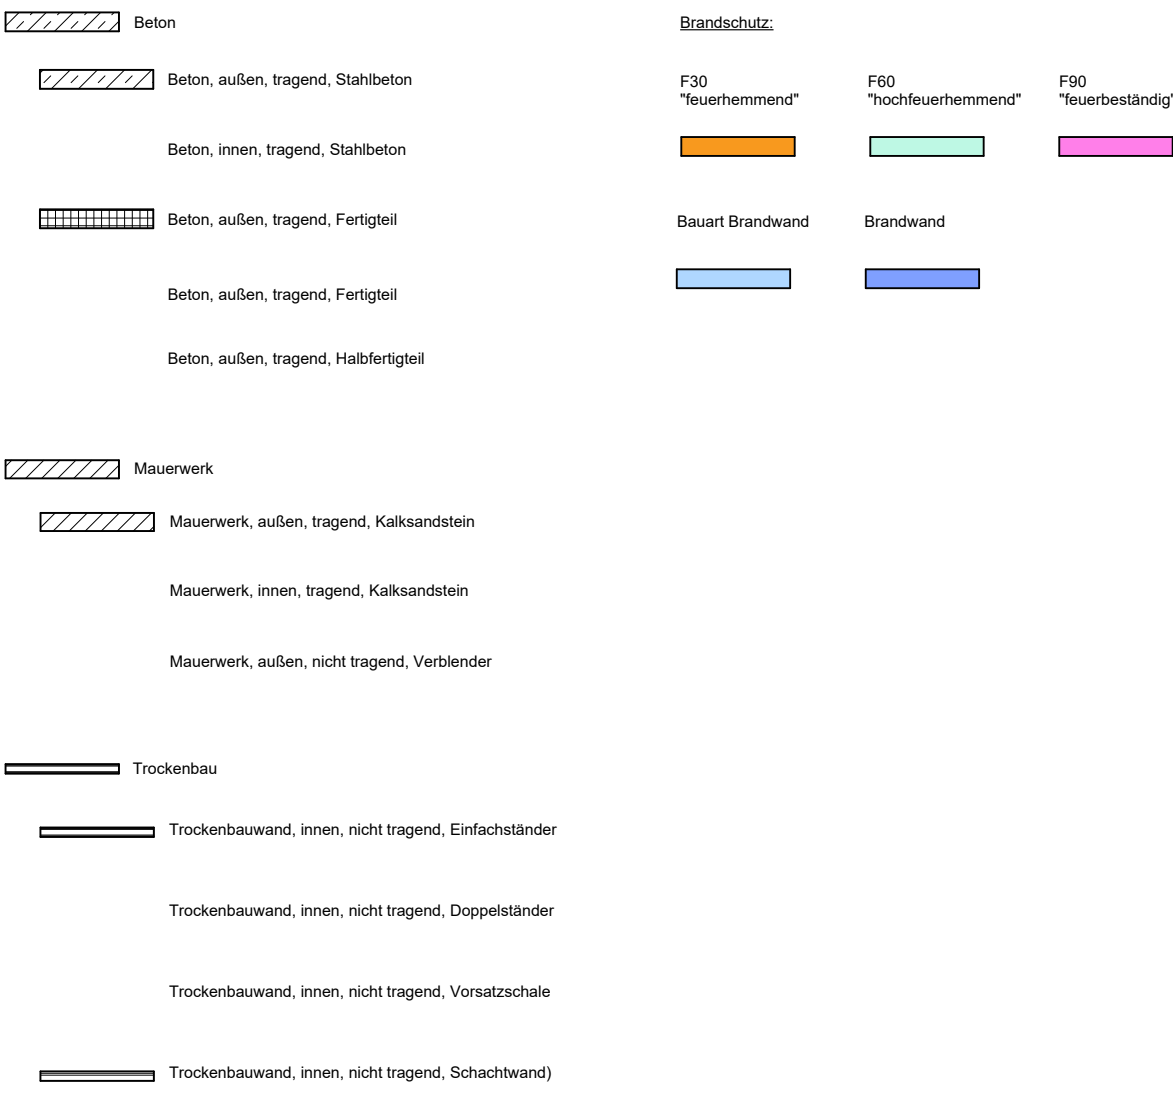 Beton
Beton, außen, tragend, Stahlbeton
Beton, innen, tragend, Stahlbeton
Beton, außen, tragend, Fertigteil
Beton, außen, tragend, Fertigteil
Beton, außen, tragend, Halbfertigteil
Mauerwerk
Mauerwerk, außen, tragend, Kalksandstein
Mauerwerk, innen, tragend, Kalksandstein
Mauerwerk, außen, nicht tragend, Verblender
Trockenbau
Trockenbauwand, innen, nicht tragend, Einfachständer
Trockenbauwand, innen, nicht tragend, Doppelständer
Trockenbauwand, innen, nicht tragend, Vorsatzschale
Trockenbauwand, innen, nicht tragend, Schachtwand)
Brandschutz:
F30
"feuerhemmend"
F60
"hochfeuerhemmend"
F90
"feuerbeständig"
Bauart Brandwand
Brandwand